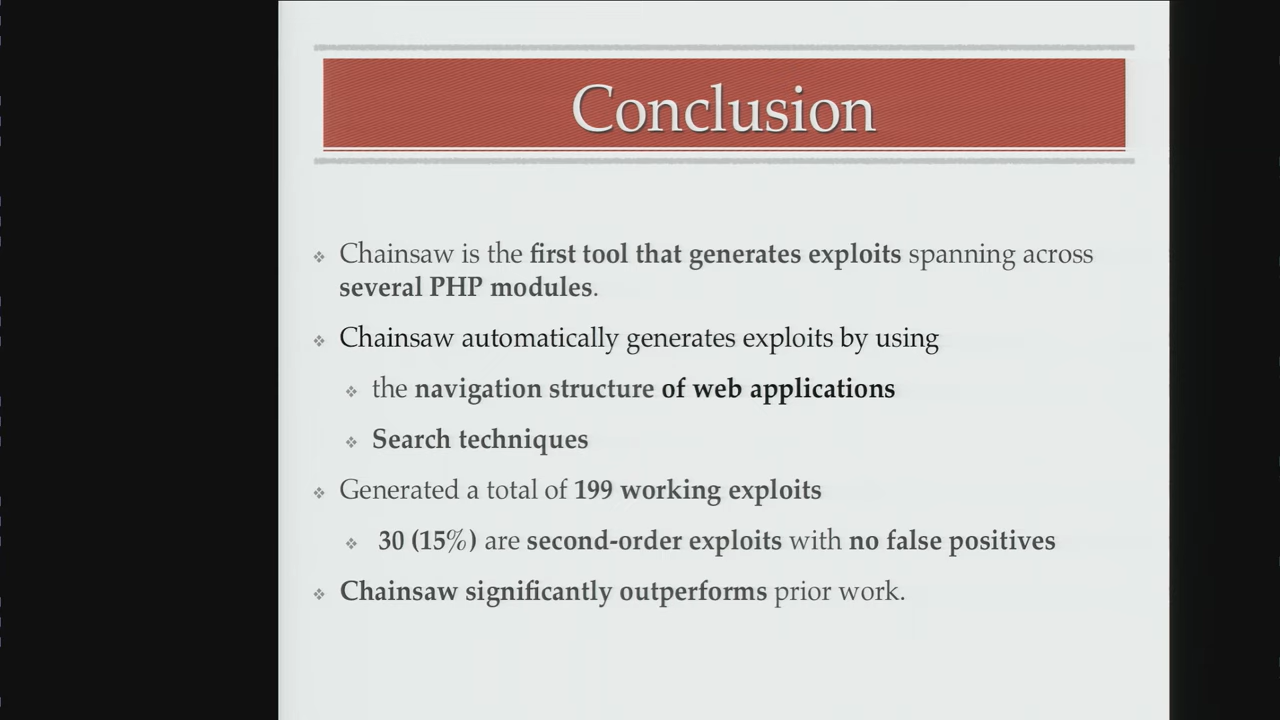 Conclusion
Chainsaw is the first tool that generates exploits spanning across
several PHP modules.
Chainsaw automatically generates exploits by using
the navigation structure of web applications
Search techniques
Generated a total of 199 working exploits
30 (15%) are second-order exploits with no false positives
Chainsaw significantly outperforms prior work.